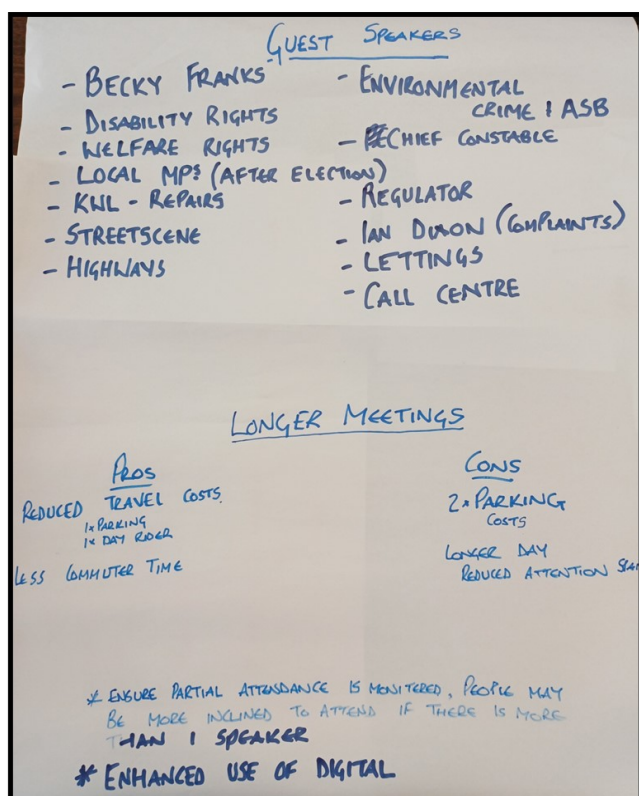 GUEST SPEAKERS
- BECKY FRANKS
- DISABILITY RIGHTS
- WELFARE RIGHTS
- LOCAL MPs (AFTER ELECTION)
- KWL - REPAIRS
- STREETSCENE
- HIGHWAYS
- ENVIRONMENTAL
CRIME / ASB
- CHIEF CONSTABLE
- REGULATOR
- IAN DIXON (COMPLAINTS)
- LETTINGS
- CALL CENTRE
LONGER MEETINGS
PROS
REDUCED TRAVEL COSTS.
1x PARKING
1x DAY RIDER
LESS COMMUTER TIME
CONS
2x PARKING
COSTS
LONGER DAY
REDUCED ATTENTION SPAN
* ENSURE PARTIAL ATTENDANCE IS MONITERED, PEOPLE MAY
BE MORE INCLINED TO ATTEND IF THERE IS MORE
THAN 1 SPEAKER
* ENHANCED USE OF DIGITAL